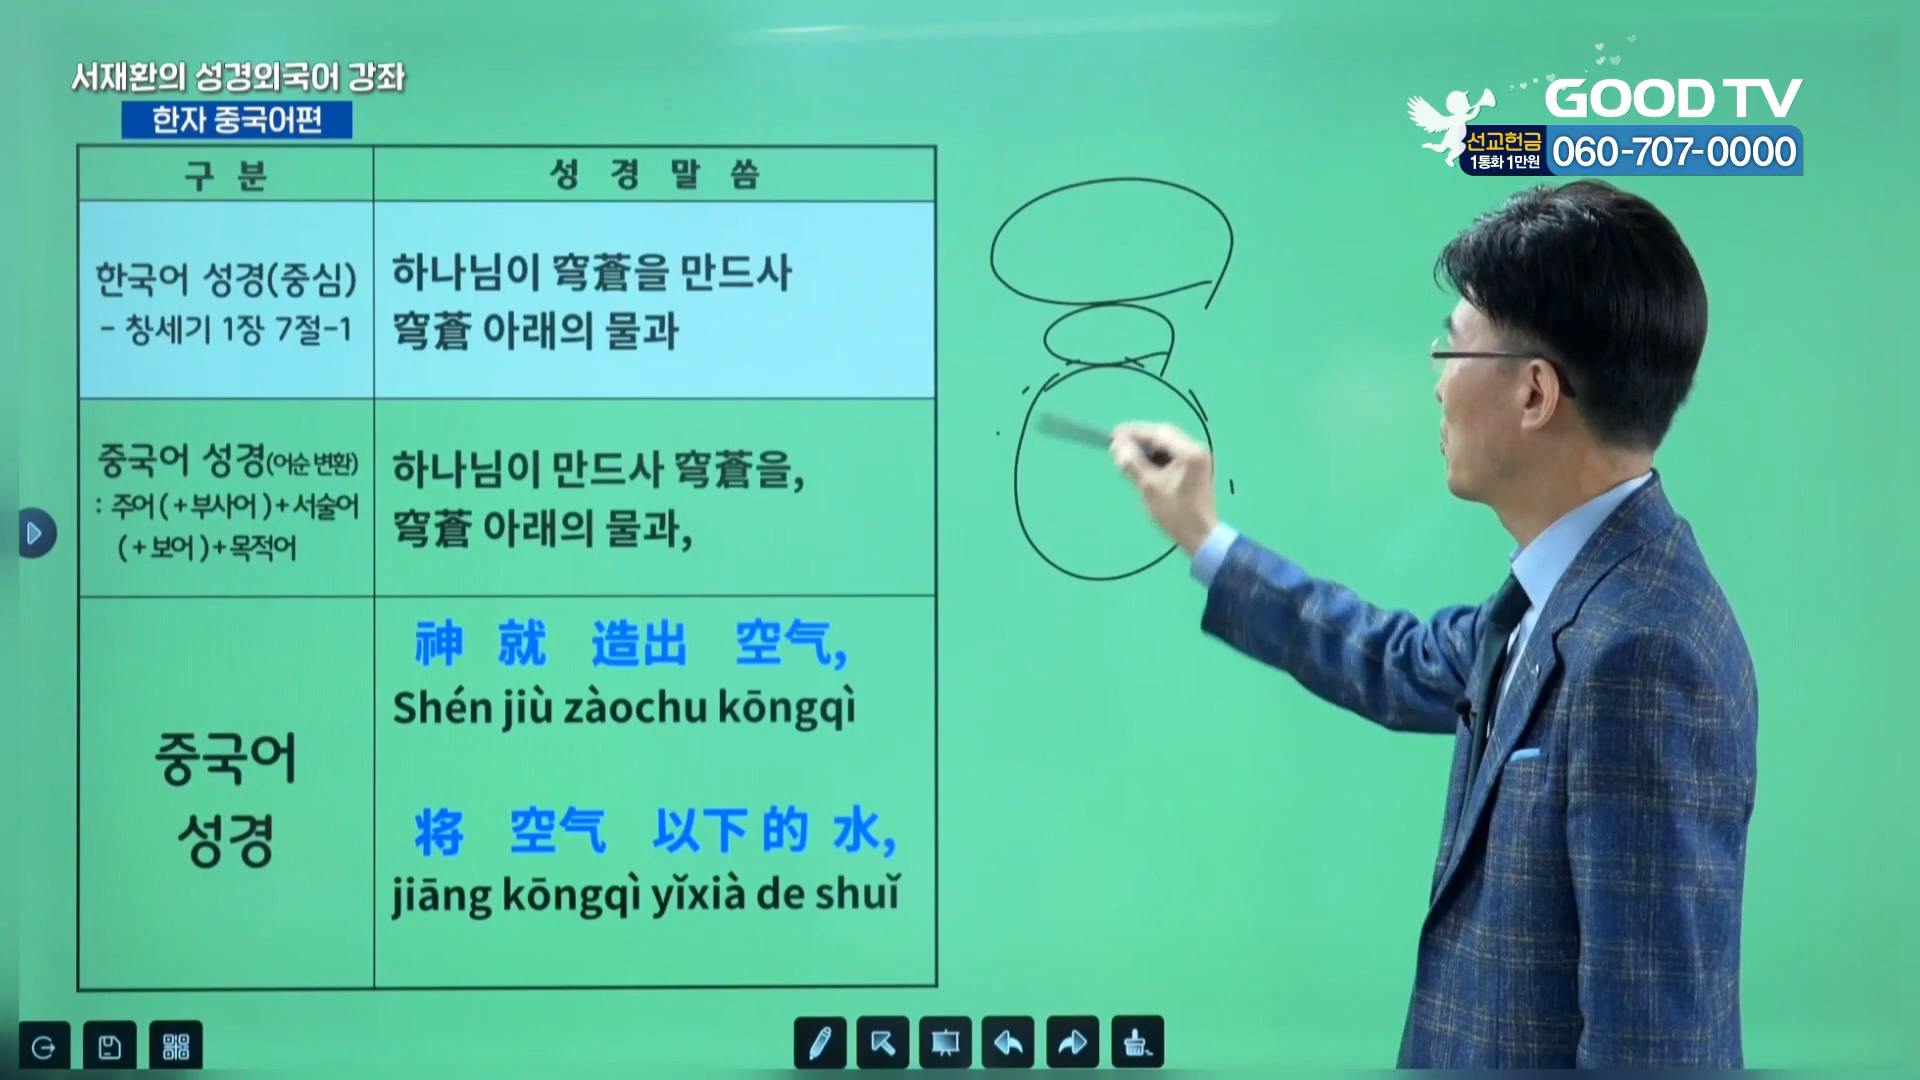 서재환의 성경외국어 강좌
한자 중국어편
GOOD TV
선교헌금
1통화 1만원
060-707-0000
구 분
성 경 말 씀
한국어 성경(중심)
- 창세기 1장 7절-1
하나님이 穹蒼을 만드사
穹蒼 아래의 물과
중국어 성경(어순 변환)
: 주어 ( + 부사어 ) + 서술어
( + 보어 ) + 목적어
하나님이 만드사 穹蒼을,
穹蒼 아래의 물과,
중국어
성경
神 就 造出 空气,
Shén jiù zàochu kōngqì
将 空气 以下 的 水,
jiāng kōngqì yǐxià de shuǐ